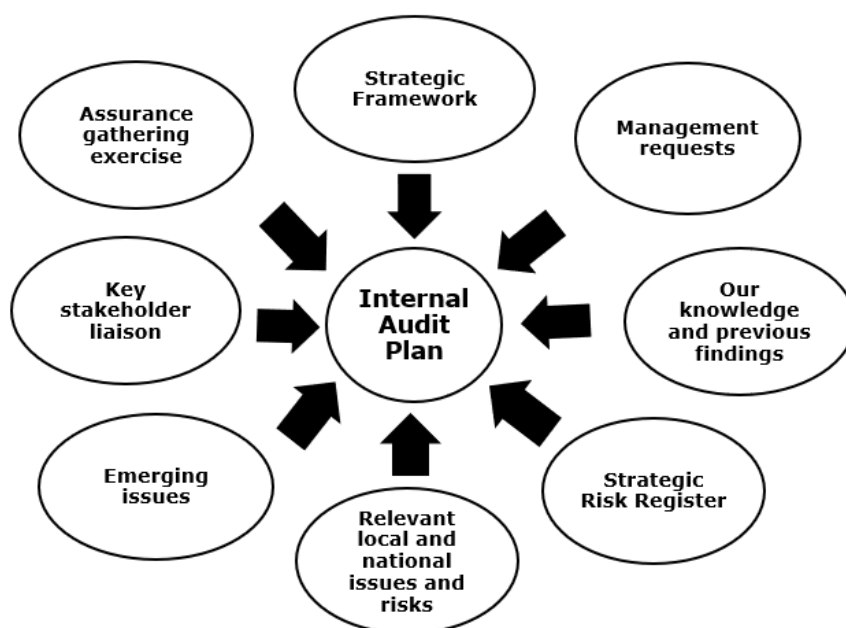 Strategic
Framework
Assurance
gathering
exercise
Management
requests
Key
stakeholder
liaison
Internal
Audit
Plan
Our
knowledge
and previous
findings
Emerging
issues
Strategic
Risk Register
Relevant
local and
national
issues and
risks